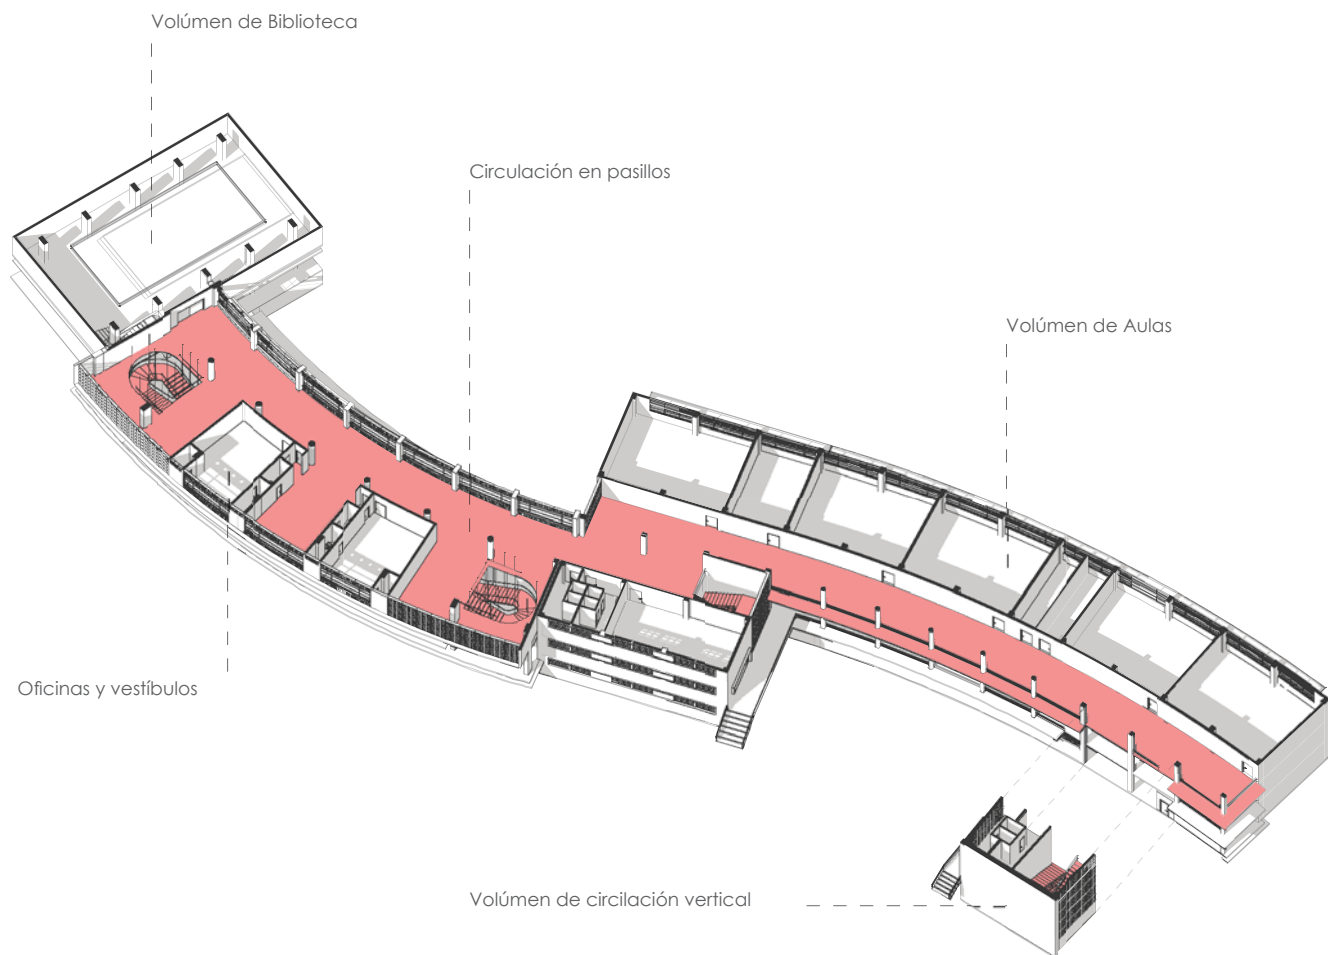 Volúmen de Biblioteca
Circulación en pasillos
Volúmen de Aulas
Oficinas y vestíbulos
Volúmen de circilación vertical